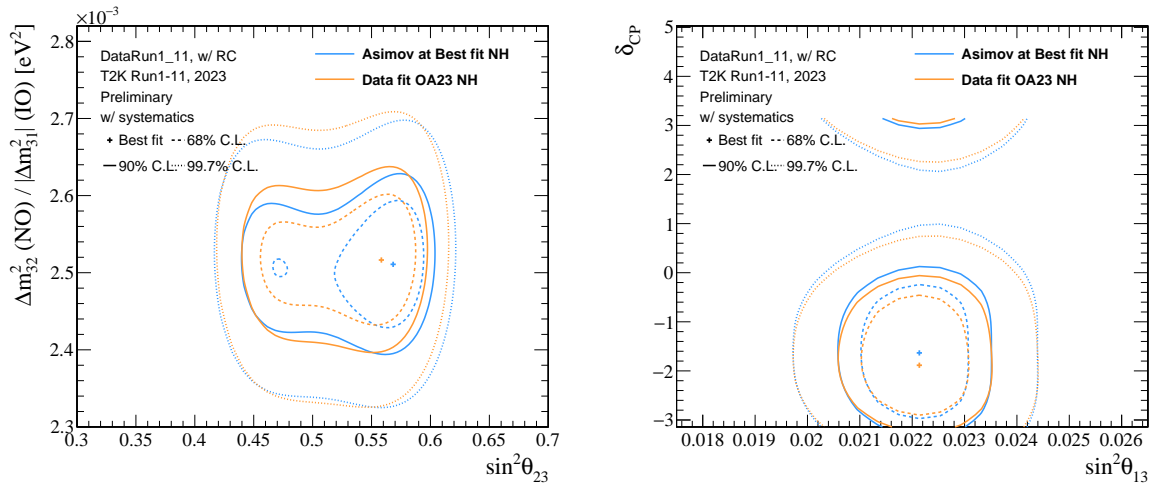 ×10⁻³
Δm²₃₂ (NO) / |Δm²₃₁| (IO) [eV²]
2.8
2.7
2.6
2.5
2.4
2.3
DataRun1_11, w/ RC
T2K Run1-11, 2023
Preliminary
w/ systematics
Best fit
68% C.L.
90% C.L.
99.7% C.L.
Asimov at Best fit NH
Data fit OA23 NH
0.3 0.4 0.45 0.5 0.55 0.6 0.65 0.7
sin²θ₂₃
δCP
5
4
3
2
1
0
−1
−2
−3
DataRun1_11, w/ RC
T2K Run1-11, 2023
Preliminary
w/ systematics
Best fit
68% C.L.
90% C.L.
99.7% C.L.
Asimov at Best fit NH
Data fit OA23 NH
0.018 0.019 0.02 0.021 0.022 0.023 0.024 0.025 0.026
sin²θ₁₃